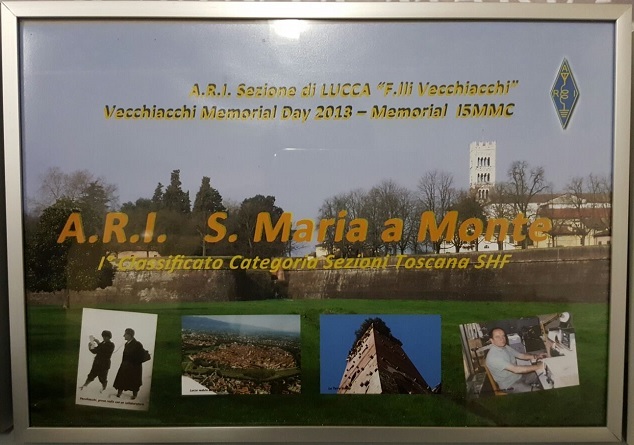 A.R.I. Sezione di LUCCA "F.lli Vecchiacchi"
Vecchiacchi Memorial Day 2013 – Memorial I5MMC
A.R.I. S. Maria a Monte
I° Classificato Categoria Sezioni Toscana SHF